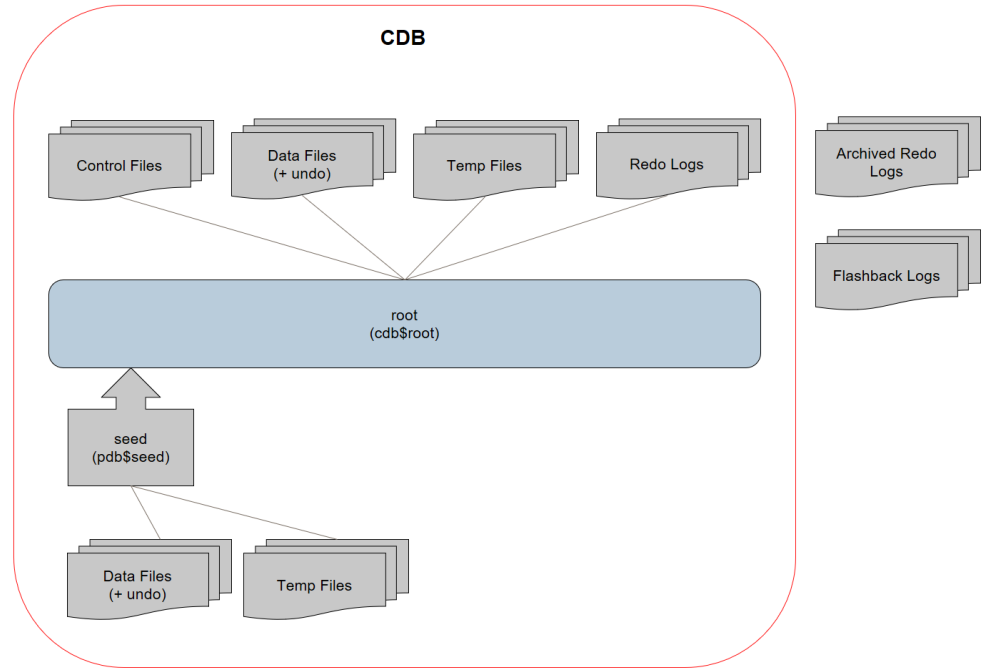 CDB
Control Files
Data Files
(+ undo)
Temp Files
Redo Logs
Archived Redo
Logs
Flashback Logs
root
(cdb$root)
seed
(pdb$seed)
Data Files
(+ undo)
Temp Files